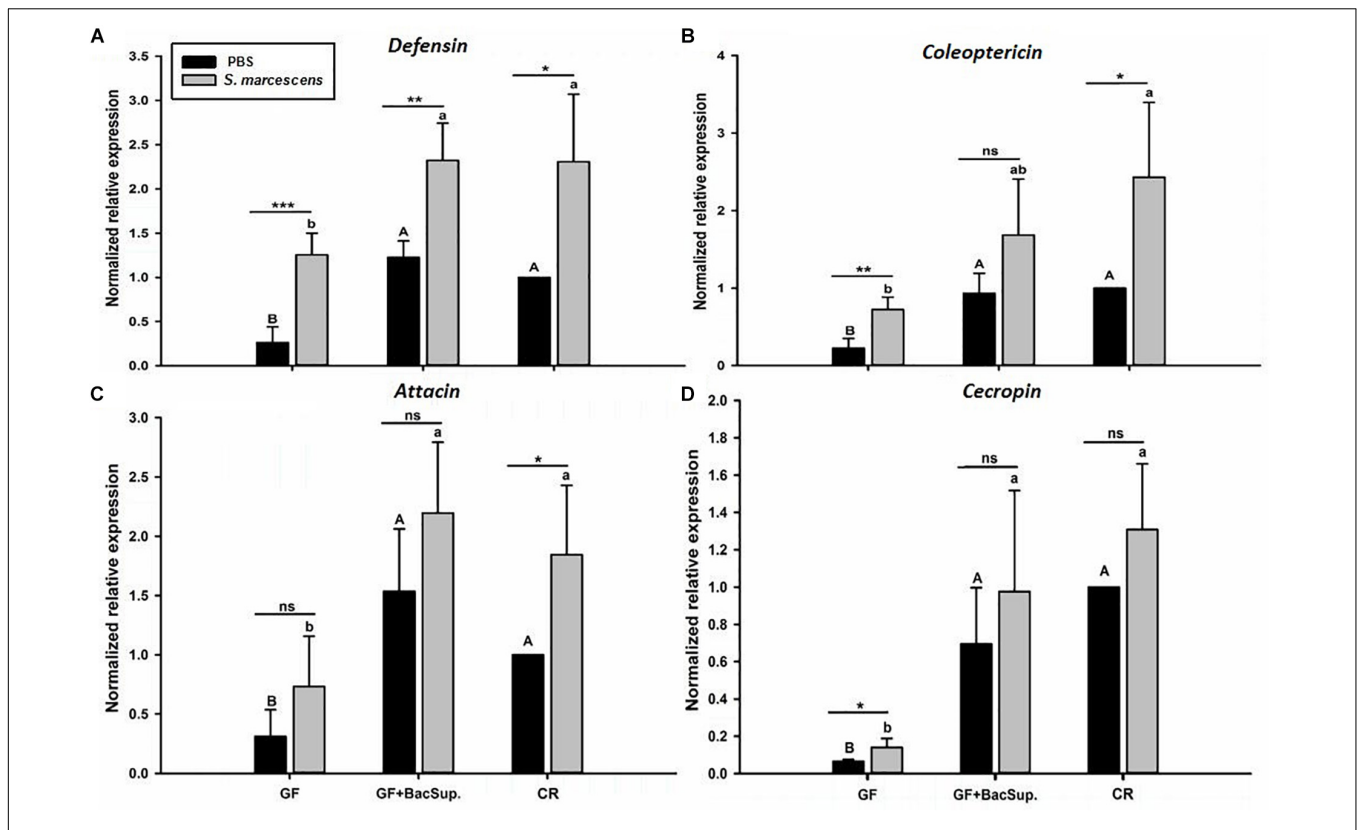 A
Defensin
Normalized relative expression
3.5
3.0
2.5
2.0
1.5
1.0
0.5
0.0
PBS
S. marcescens
***
B
b
**
A
a
*
A
a
B
Coleoptericin
Normalized relative expression
4
3
2
1
0
**
B
b
ns
A
ab
*
A
a
C
Attacin
Normalized relative expression
3.0
2.5
2.0
1.5
1.0
0.5
0.0
ns
B
b
ns
A
a
*
A
a
GF
GF+BacSup.
CR
D
Cecropin
Normalized relative expression
2.0
1.8
1.6
1.4
1.2
1.0
0.8
0.6
0.4
0.2
0.0
*
B
b
ns
A
a
ns
A
a
GF
GF+BacSup.
CR